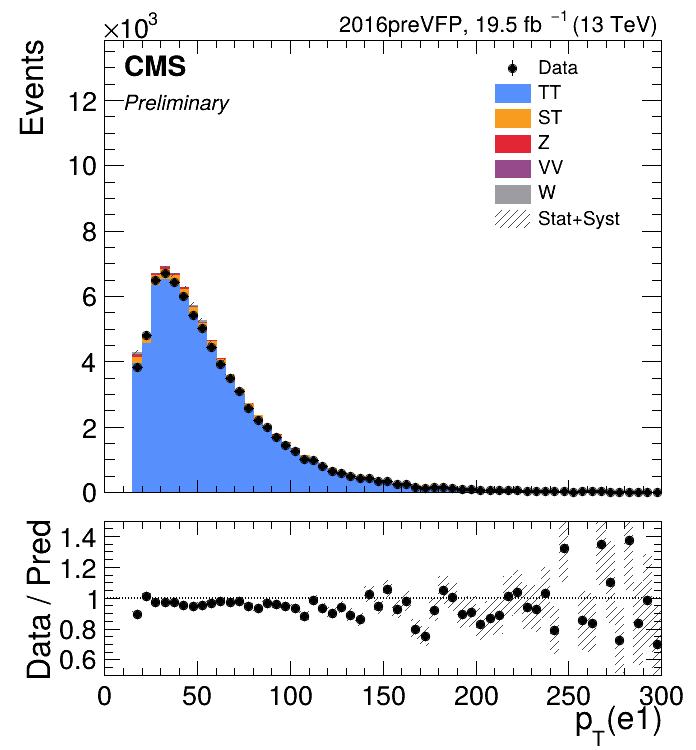 ×10³
2016preVFP, 19.5 fb⁻¹ (13 TeV)
Events
CMS
Preliminary
Data
TT
ST
Z
VV
W
Stat+Syst
12
10
8
6
4
2
0
Data / Pred
1.4
1.2
1
0.8
0.6
0 50 100 150 200 250 300
p_T(e1)